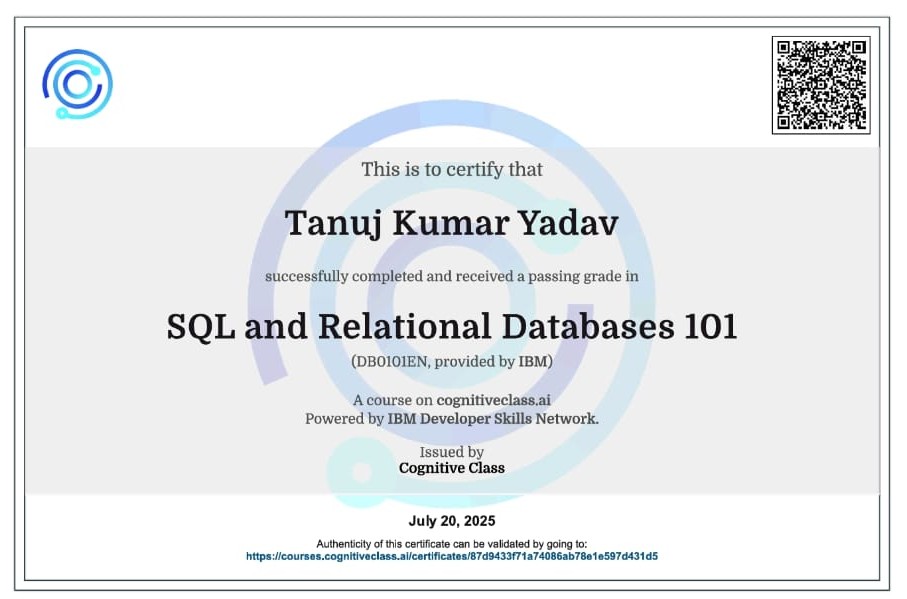 This is to certify that
Tanuj Kumar Yadav
successfully completed and received a passing grade in
SQL and Relational Databases 101
(DB0101EN, provided by IBM)
A course on cognitiveclass.ai
Powered by IBM Developer Skills Network.
Issued by
Cognitive Class
July 20, 2025
Authenticity of this certificate can be validated by going to:
https://courses.cognitiveclass.ai/certificates/87d9433f71a74086ab78e1e597d431d5